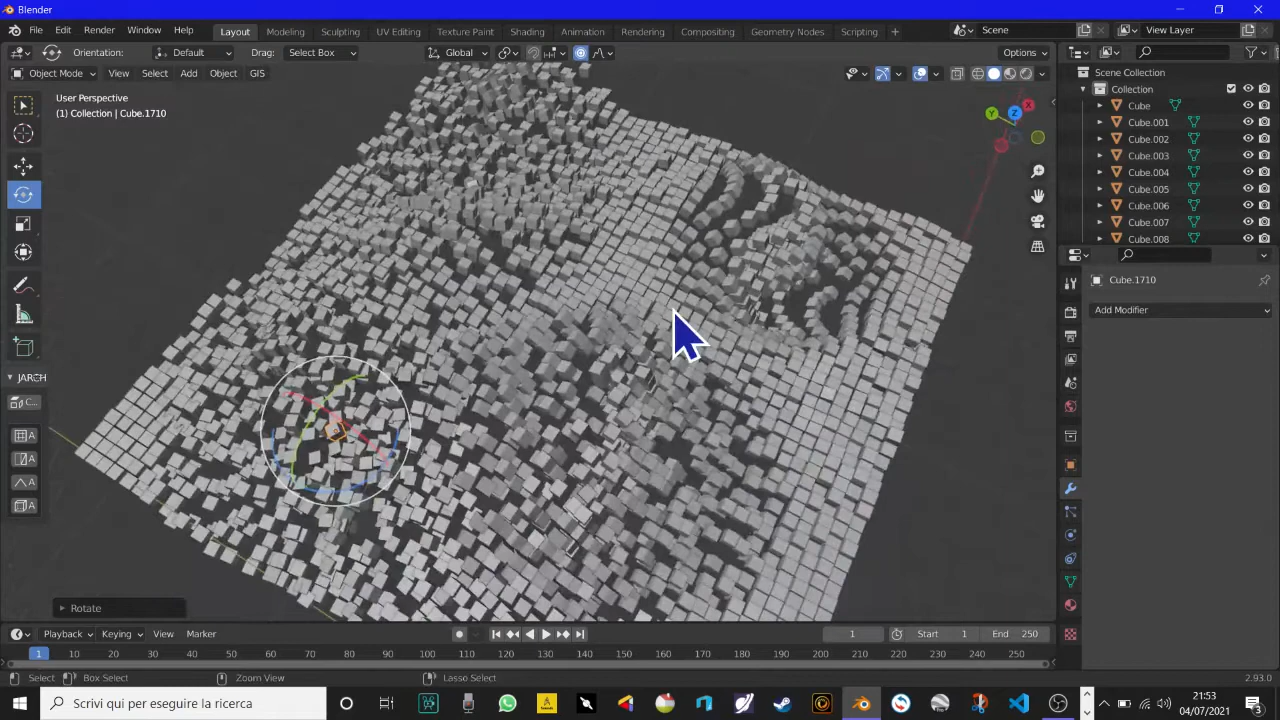 Blender
File Edit Render Window Help Layout Modeling Sculpting UV Editing Texture Paint Shading Animation Rendering Compositing Geometry Nodes Scripting + Scene View Layer
Orientation: Default Drag: Select Box Global Options
Object Mode View Select Add Object GIS
User Perspective
(1) Collection | Cube.1710
Scene Collection
Collection
Cube
Cube.001
Cube.002
Cube.003
Cube.004
Cube.005
Cube.006
Cube.007
Cube.008
X
Y
Z
Cube.1710
Add Modifier
JARCH
C...
A
A
A
A
Rotate
Playback Keying View Marker 1 Start 1 End 250
1 10 20 30 40 50 60 70 80 90 100 110 120 130 140 150 160 170 180 190 200 210 220 230 240 250
Select Box Select Zoom View Lasso Select 2.93.0
Scrivi qui per eseguire la ricerca
21:53
04/07/2021
3